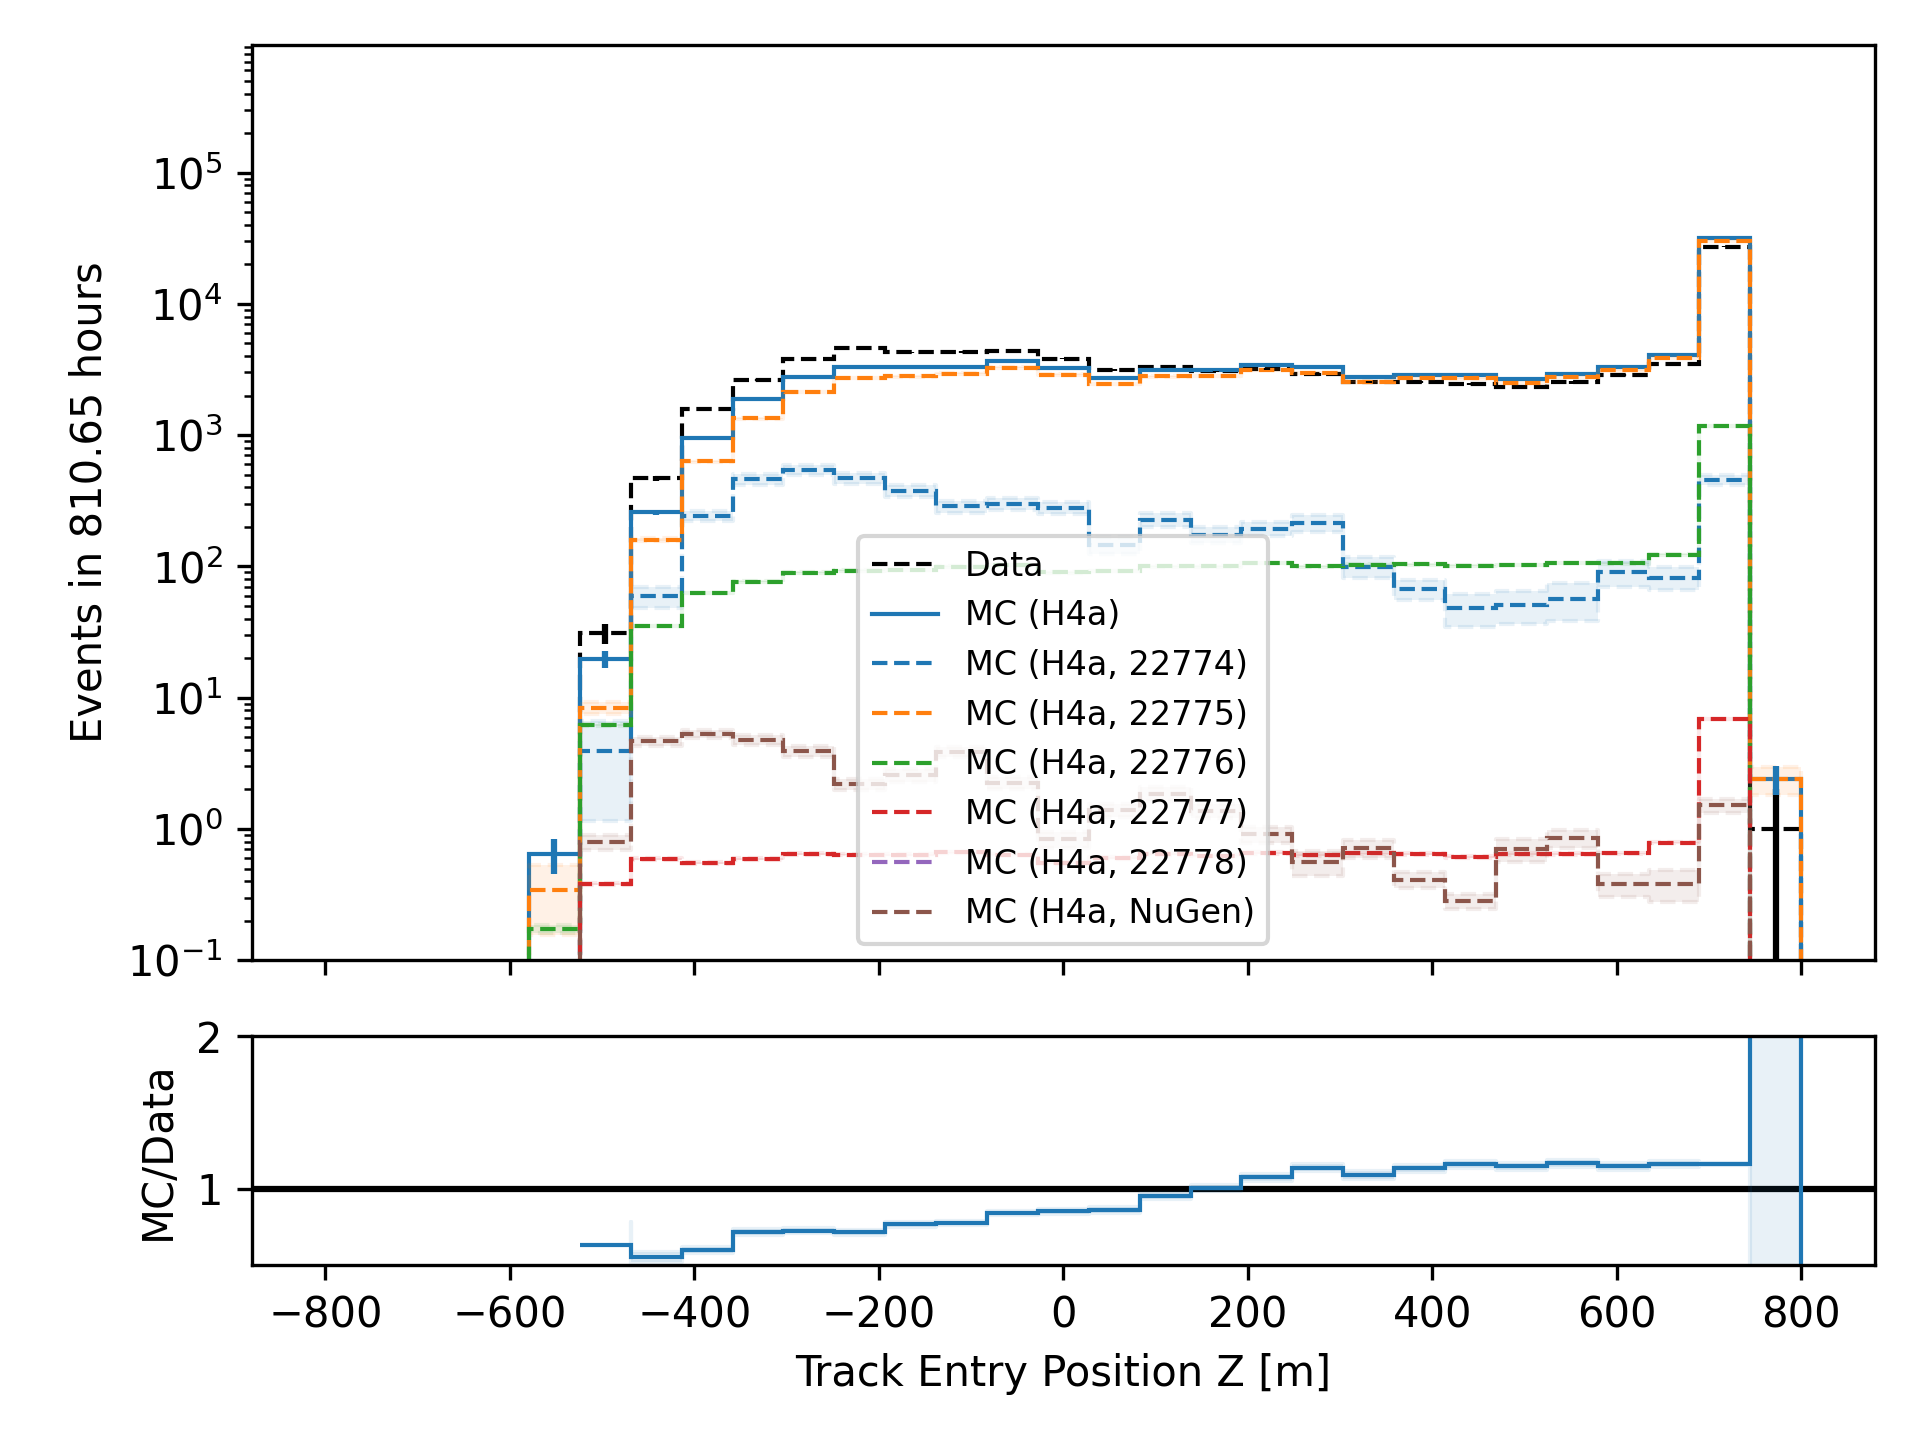 Events in 810.65 hours
10^5
10^4
10^3
10^2
10^1
10^0
10^−1
Data
MC (H4a)
MC (H4a, 22774)
MC (H4a, 22775)
MC (H4a, 22776)
MC (H4a, 22777)
MC (H4a, 22778)
MC (H4a, NuGen)
MC/Data
2
1
−800 −600 −400 −200 0 200 400 600 800
Track Entry Position Z [m]